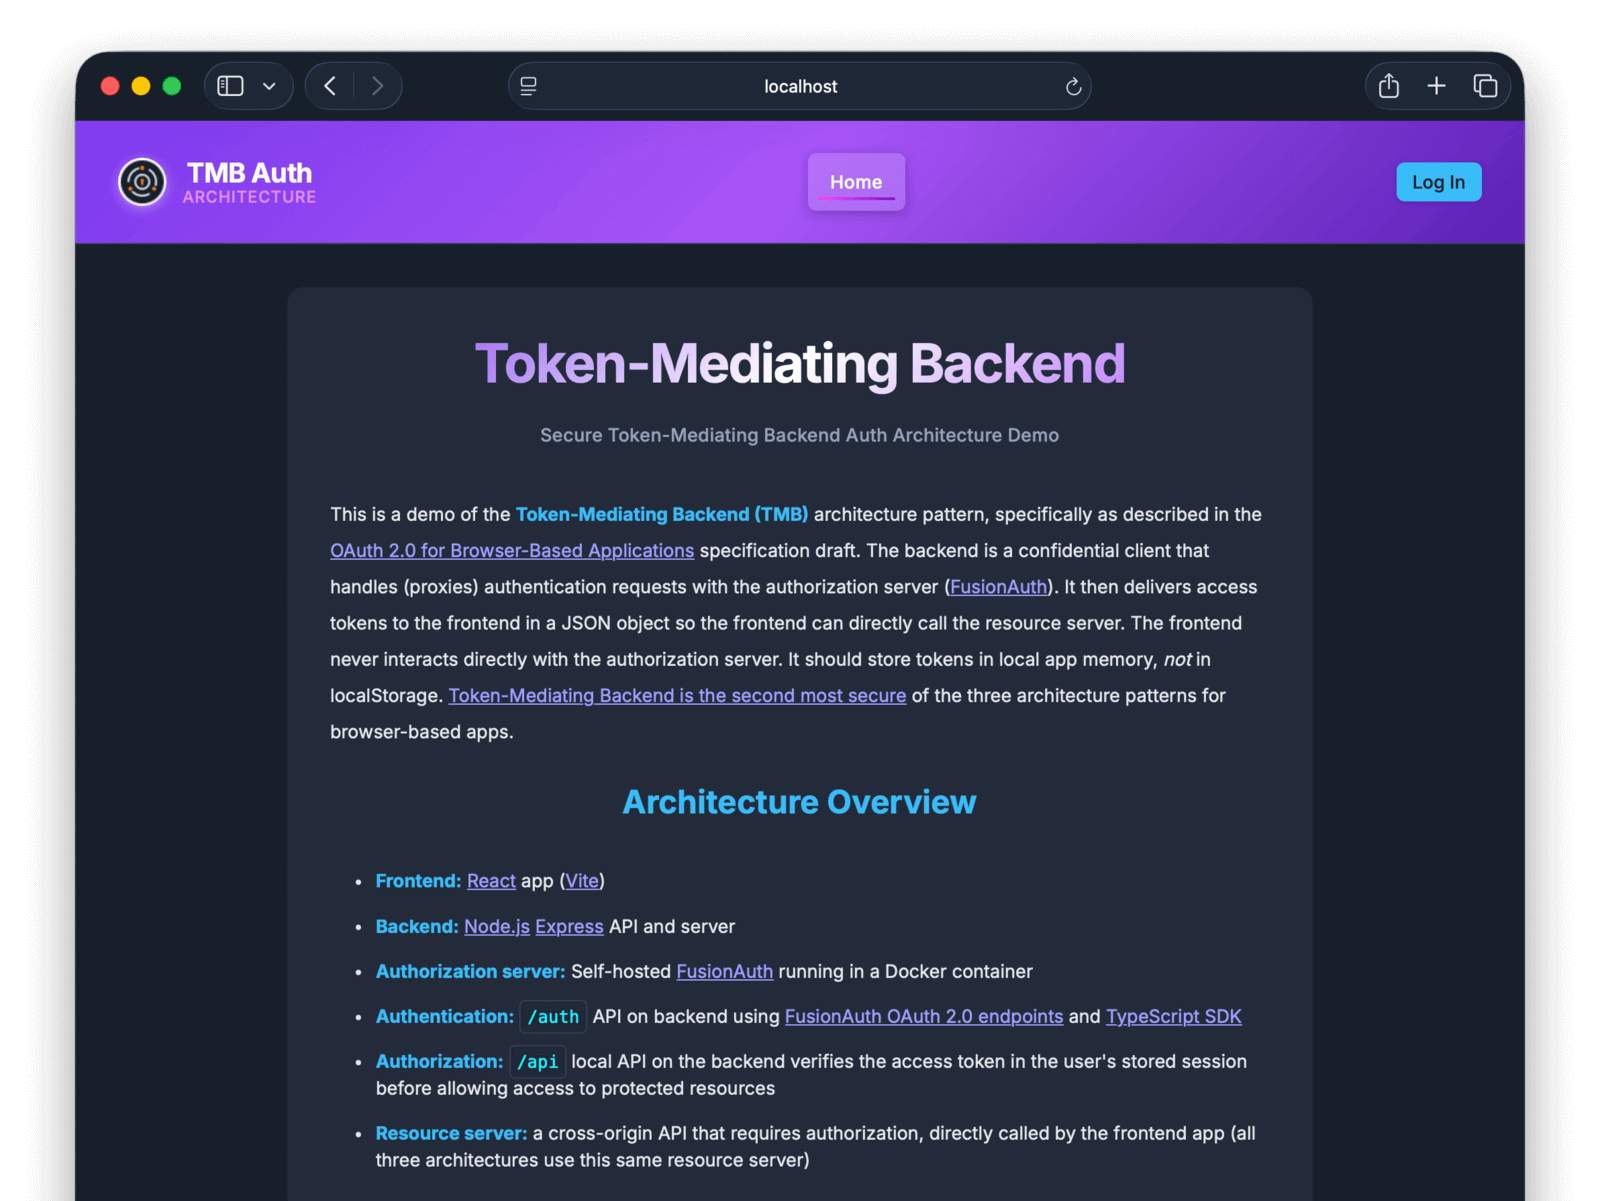 localhost
TMB Auth
ARCHITECTURE
Home
Log In
Token-Mediating Backend
Secure Token-Mediating Backend Auth Architecture Demo
This is a demo of the Token-Mediating Backend (TMB) architecture pattern, specifically as described in the
OAuth 2.0 for Browser-Based Applications specification draft. The backend is a confidential client that
handles (proxies) authentication requests with the authorization server (FusionAuth). It then delivers access
tokens to the frontend in a JSON object so the frontend can directly call the resource server. The frontend
never interacts directly with the authorization server. It should store tokens in local app memory, not in
localStorage. Token-Mediating Backend is the second most secure of the three architecture patterns for
browser-based apps.
Architecture Overview
• Frontend: React app (Vite)
• Backend: Node.js Express API and server
• Authorization server: Self-hosted FusionAuth running in a Docker container
• Authentication: /auth API on backend using FusionAuth OAuth 2.0 endpoints and TypeScript SDK
• Authorization: /api local API on the backend verifies the access token in the user's stored session
before allowing access to protected resources
• Resource server: a cross-origin API that requires authorization, directly called by the frontend app (all
three architectures use this same resource server)